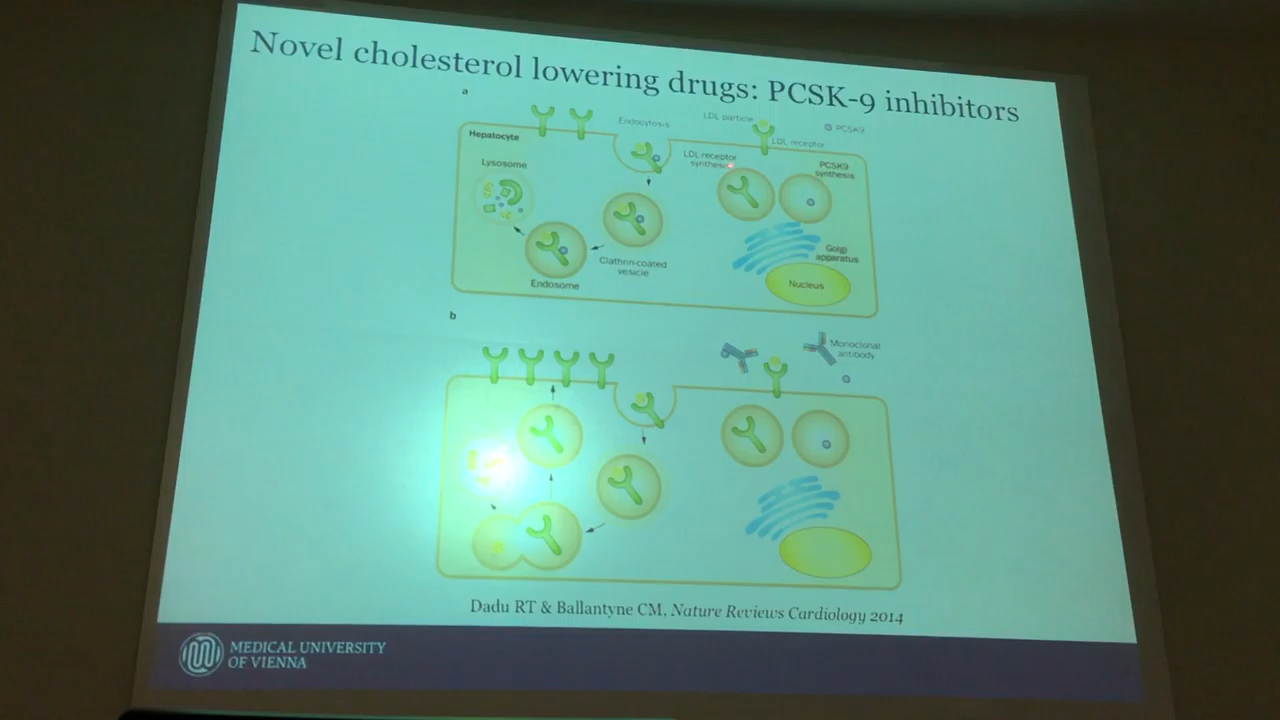 Novel cholesterol lowering drugs: PCSK-9 inhibitors
a
Endocytosis
LDL particle
PCSK9
LDL receptor
Hepatocyte
Lysosome
LDL receptor
synthesis
PCSK9
synthesis
Clathrin-coated
vesicle
Endosome
Golgi
apparatus
Nucleus
b
Monoclonal
antibody
Dadu RT & Ballantyne CM, Nature Reviews Cardiology 2014
MEDICAL UNIVERSITY
OF VIENNA